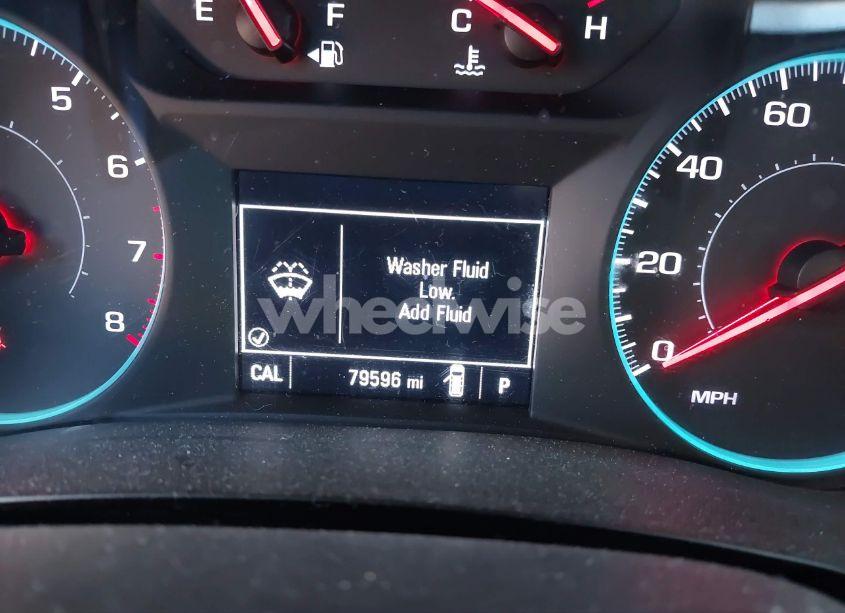 E F
C H
5
6
7
8
60
40
20
0
MPH
Washer Fluid
Low.
Add Fluid
CAL 79596 mi P
wheelwise